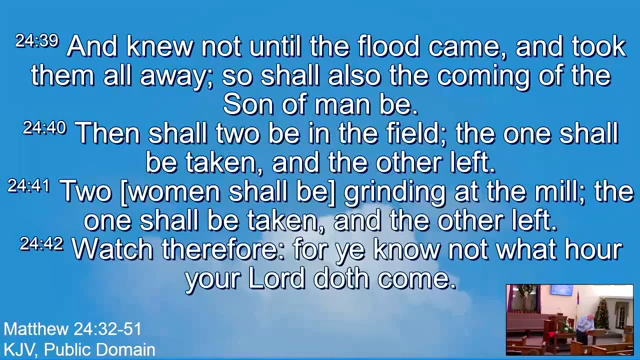 24:39 And knew not until the flood came, and took
them all away; so shall also the coming of the
Son of man be.
24:40 Then shall two be in the field; the one shall
be taken, and the other left.
24:41 Two [women shall be] grinding at the mill; the
one shall be taken, and the other left.
24:42 Watch therefore: for ye know not what hour
your Lord doth come.
Matthew 24:32-51
KJV, Public Domain